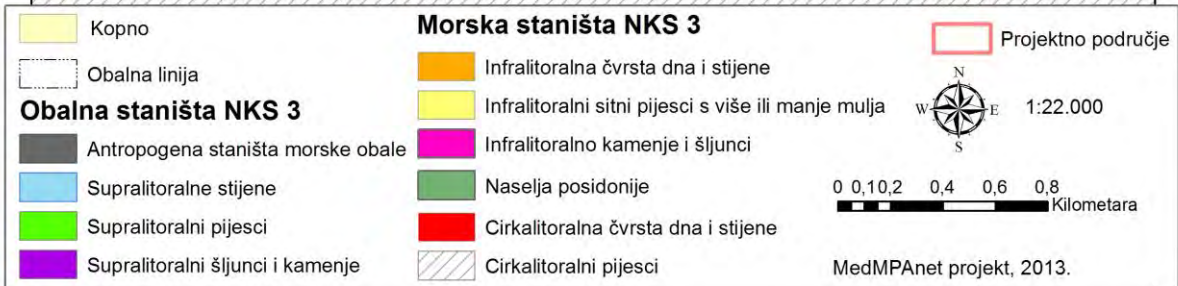 Kopno
Obalna linija
Obalna staništa NKS 3
Antropogena staništa morske obale
Supralitoralne stijene
Supralitoralni pijesci
Supralitoralni šljunci i kamenje
Morska staništa NKS 3
Infralitoralna čvrsta dna i stijene
Infralitoralni sitni pijesci s više ili manje mulja
Infralitoralno kamenje i šljunci
Naselja posidonije
Cirkalitoralna čvrsta dna i stijene
Cirkalitoralni pijesci
Projektno područje
N
W E
S
1:22.000
0 0,10,2 0,4 0,6 0,8
Kilometara
MedMPAnet projekt, 2013.